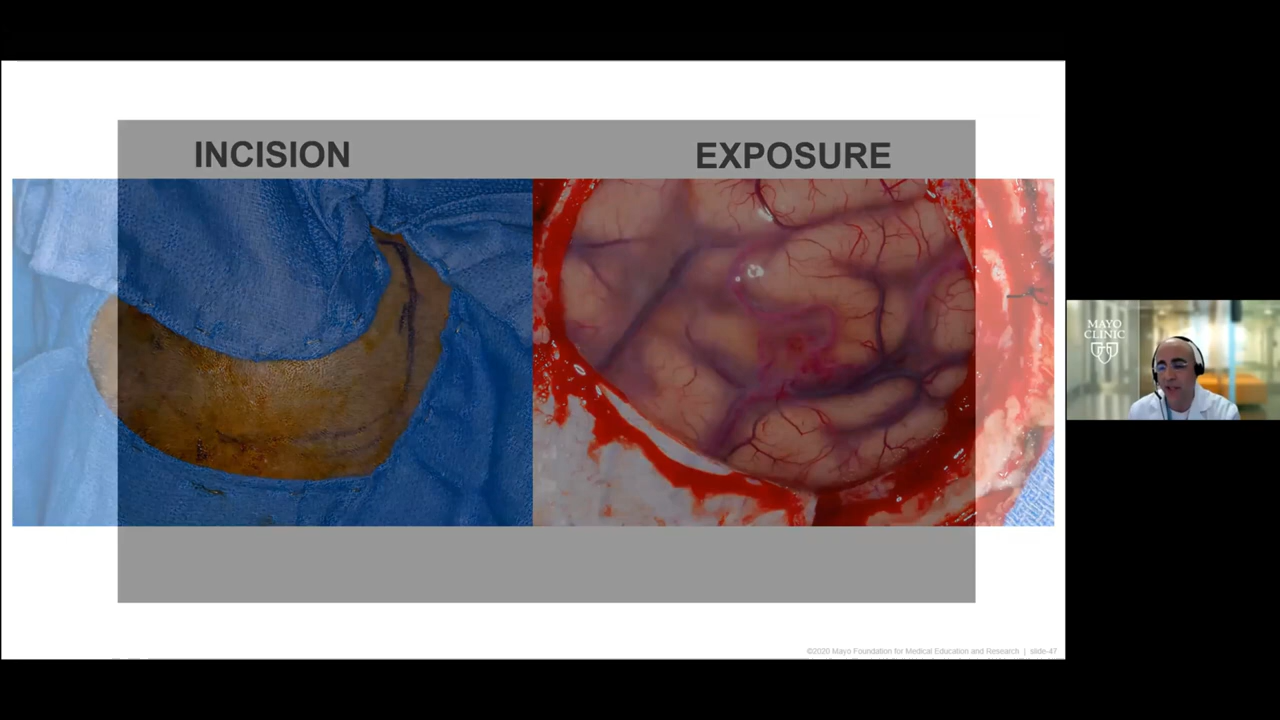 INCISION
EXPOSURE
MAYO
CLINIC
©2020 Mayo Foundation for Medical Education and Research | slide-47